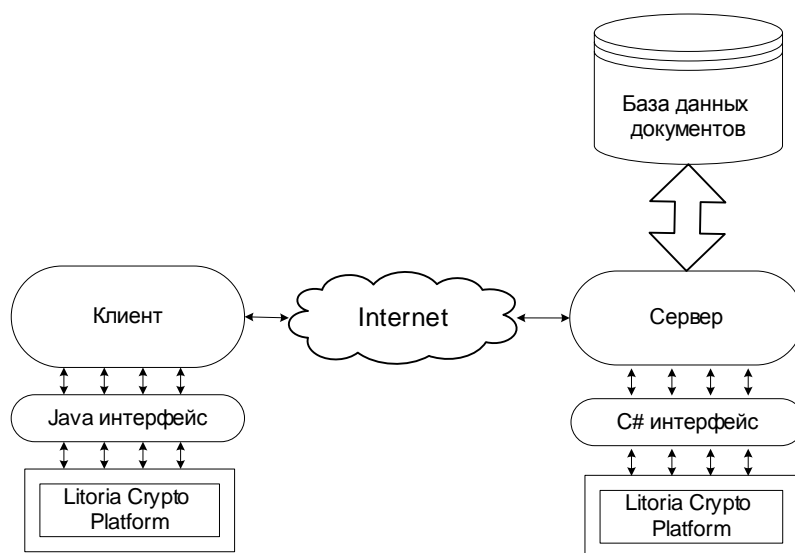 База данных
документов
Клиент
Internet
Сервер
Java интерфейс
C# интерфейс
Litoria Crypto
Platform
Litoria Crypto
Platform